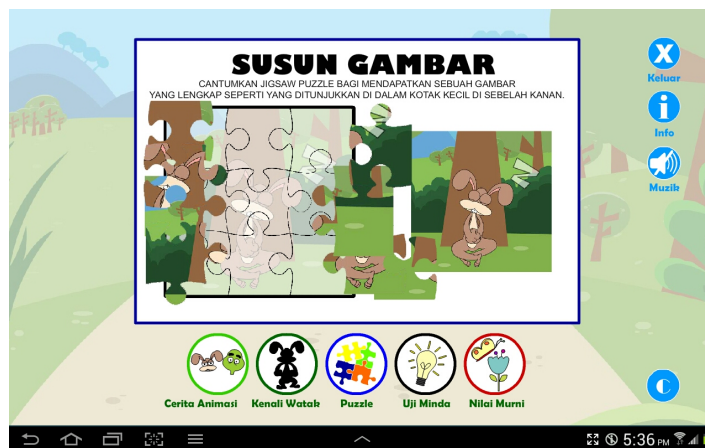 SUSUN GAMBAR
CANTUMKAN JIGSAW PUZZLE BAGI MENDAPATKAN SEBUAH GAMBAR
YANG LENGKAP SEPERTI YANG DITUNJUKKAN DI DALAM KOTAK KECIL DI SEBELAH KANAN.
X
Keluar
i
Info
Muzik
Z
Z
Cerita Animasi
Kenali Watak
Puzzle
Uji Minda
Nilai Murni
C
5:36 PM